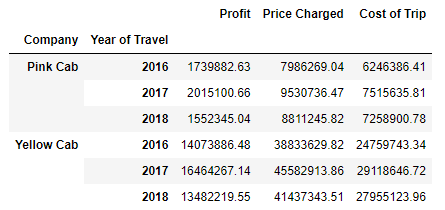 Profit Price Charged Cost of Trip
Company Year of Travel
Pink Cab 2016 1739882.63 7986269.04 6246386.41
2017 2015100.66 9530736.47 7515635.81
2018 1552345.04 8811245.82 7258900.78
Yellow Cab 2016 14073886.48 38833629.82 24759743.34
2017 16464267.14 45582913.86 29118646.72
2018 13482219.55 41437343.51 27955123.96